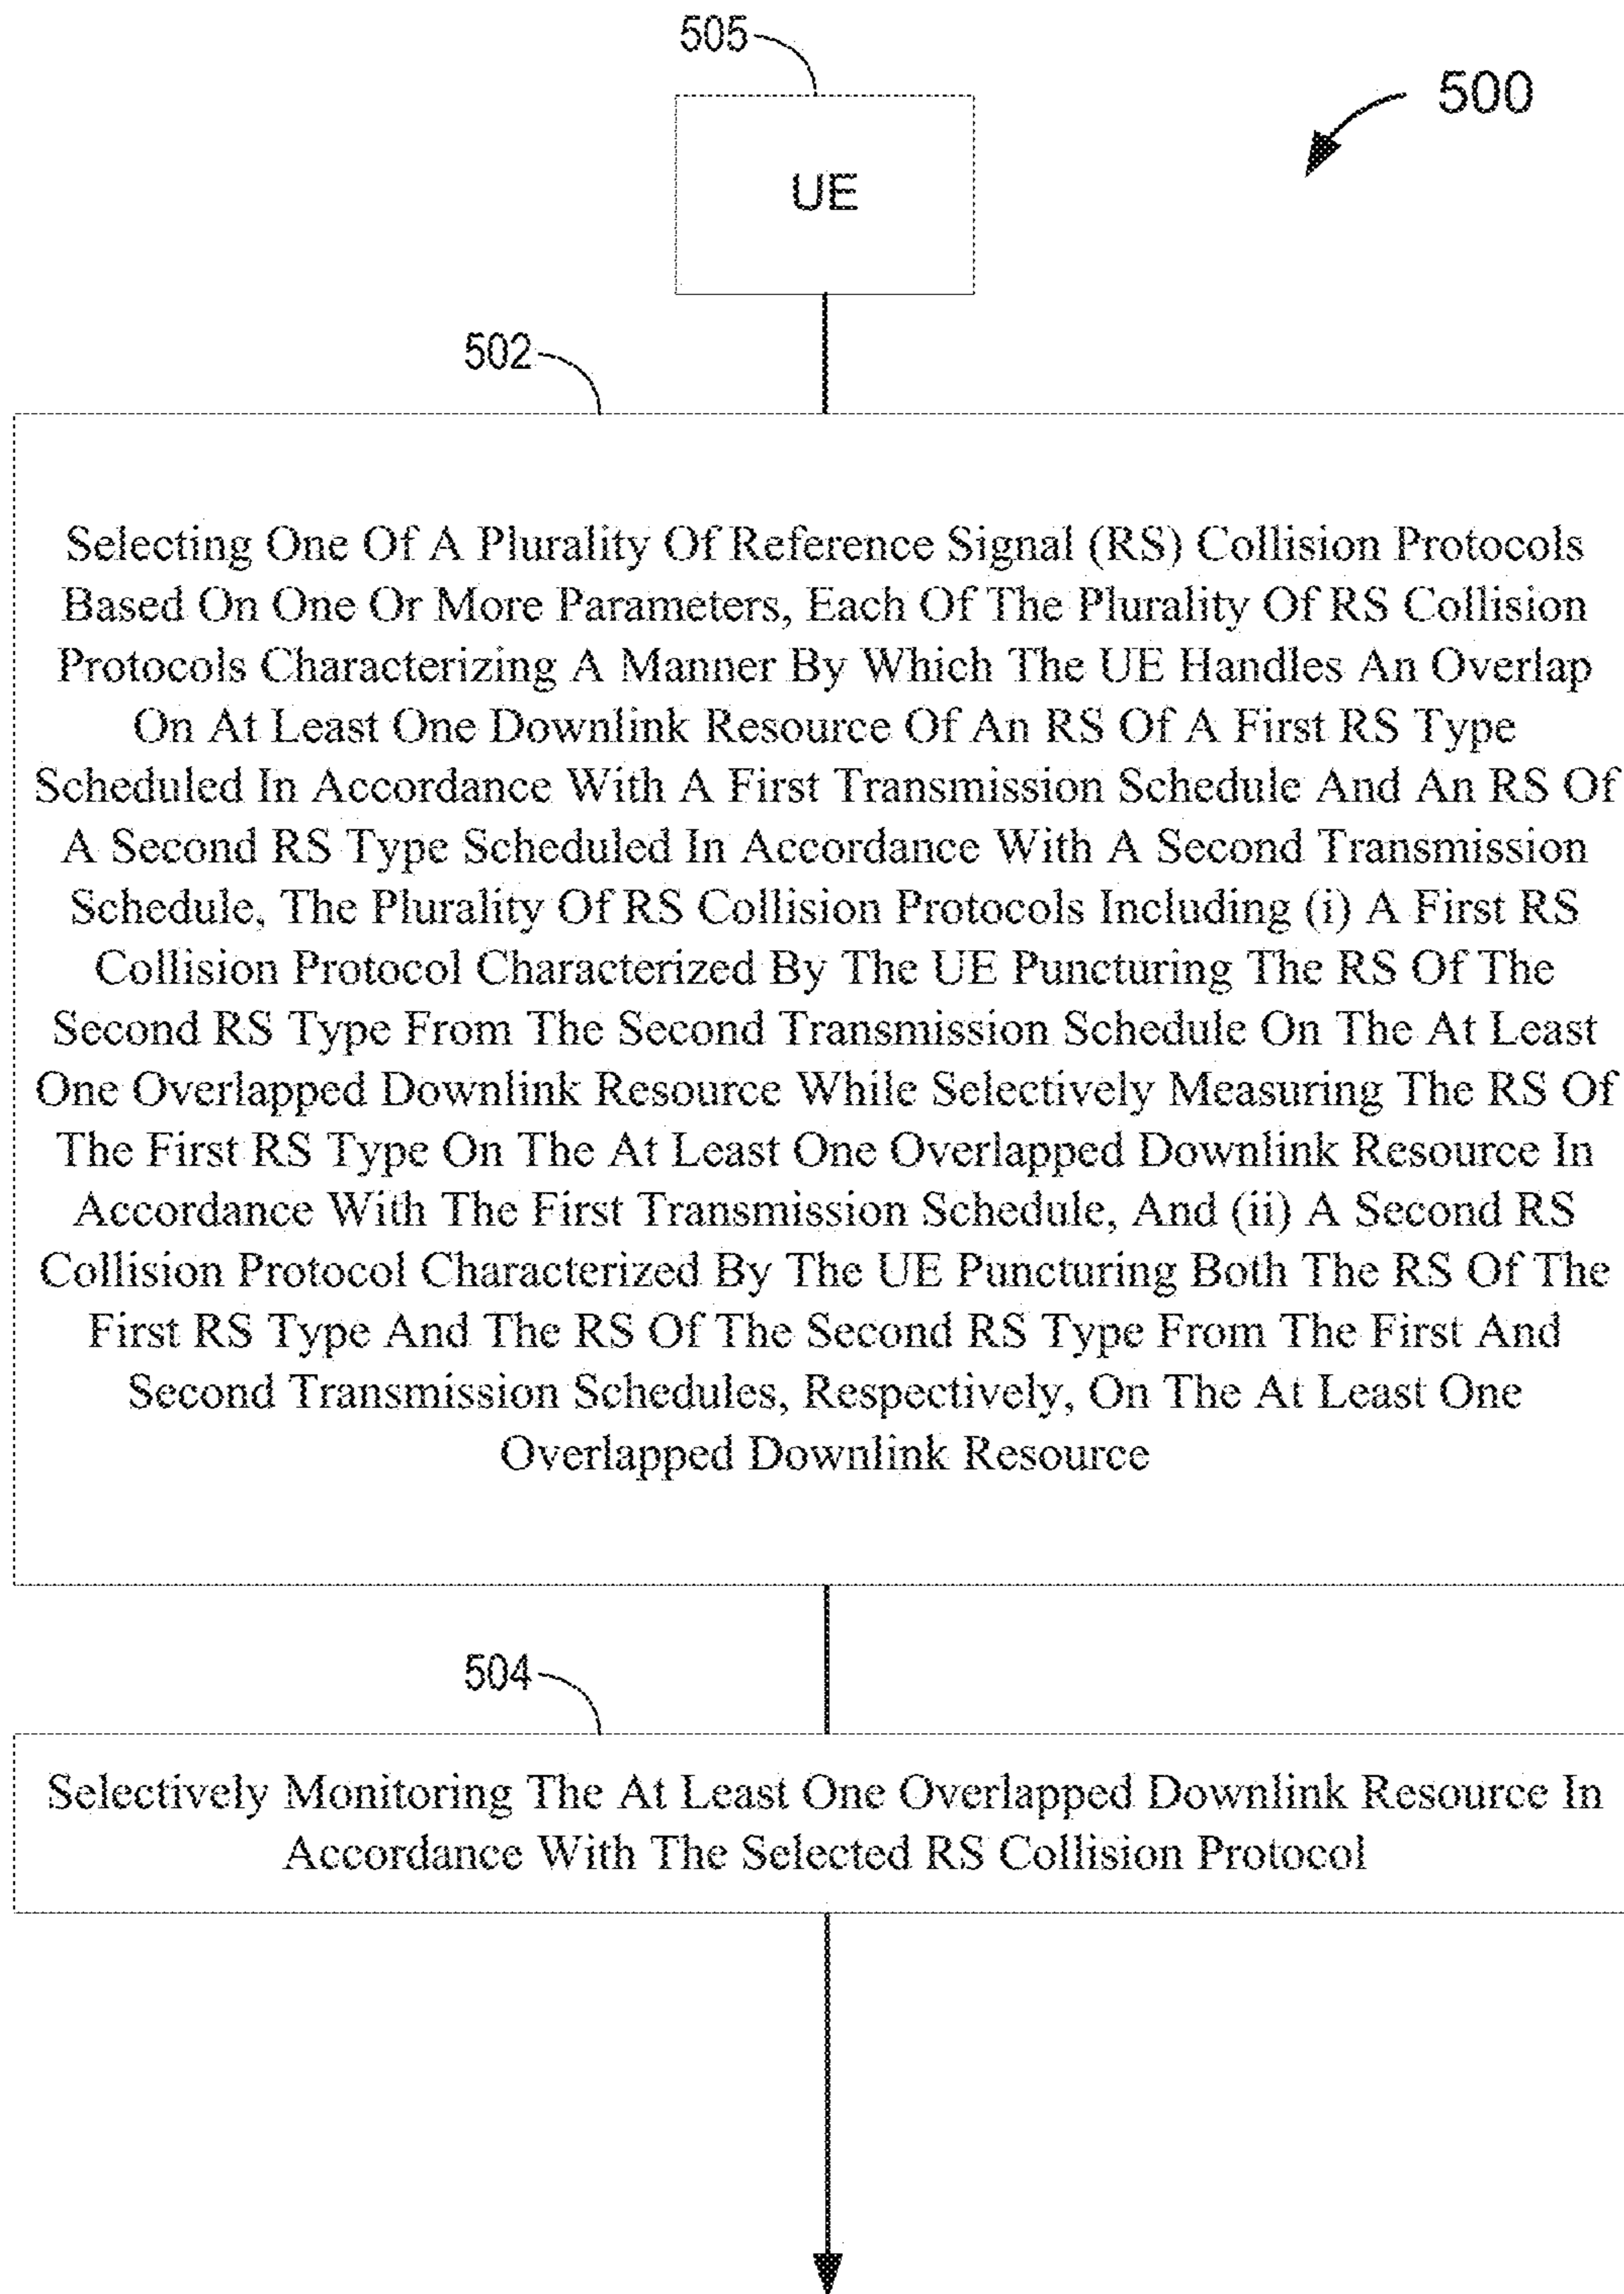 505
500
UE
502
Selecting One Of A Plurality Of Reference Signal (RS) Collision Protocols
Based On One Or More Parameters, Each Of The Plurality Of RS Collision
Protocols Characterizing A Manner By Which The UE Handles An Overlap
On At Least One Downlink Resource Of An RS Of A First RS Type
Scheduled In Accordance With A First Transmission Schedule And An RS Of
A Second RS Type Scheduled In Accordance With A Second Transmission
Schedule, The Plurality Of RS Collision Protocols Including (i) A First RS
Collision Protocol Characterized By The UE Puncturing The RS Of The
Second RS Type From The Second Transmission Schedule On The At Least
One Overlapped Downlink Resource While Selectively Measuring The RS Of
The First RS Type On The At Least One Overlapped Downlink Resource In
Accordance With The First Transmission Schedule, And (ii) A Second RS
Collision Protocol Characterized By The UE Puncturing Both The RS Of The
First RS Type And The RS Of The Second RS Type From The First And
Second Transmission Schedules, Respectively, On The At Least One
Overlapped Downlink Resource
504
Selectively Monitoring The At Least One Overlapped Downlink Resource In
Accordance With The Selected RS Collision Protocol